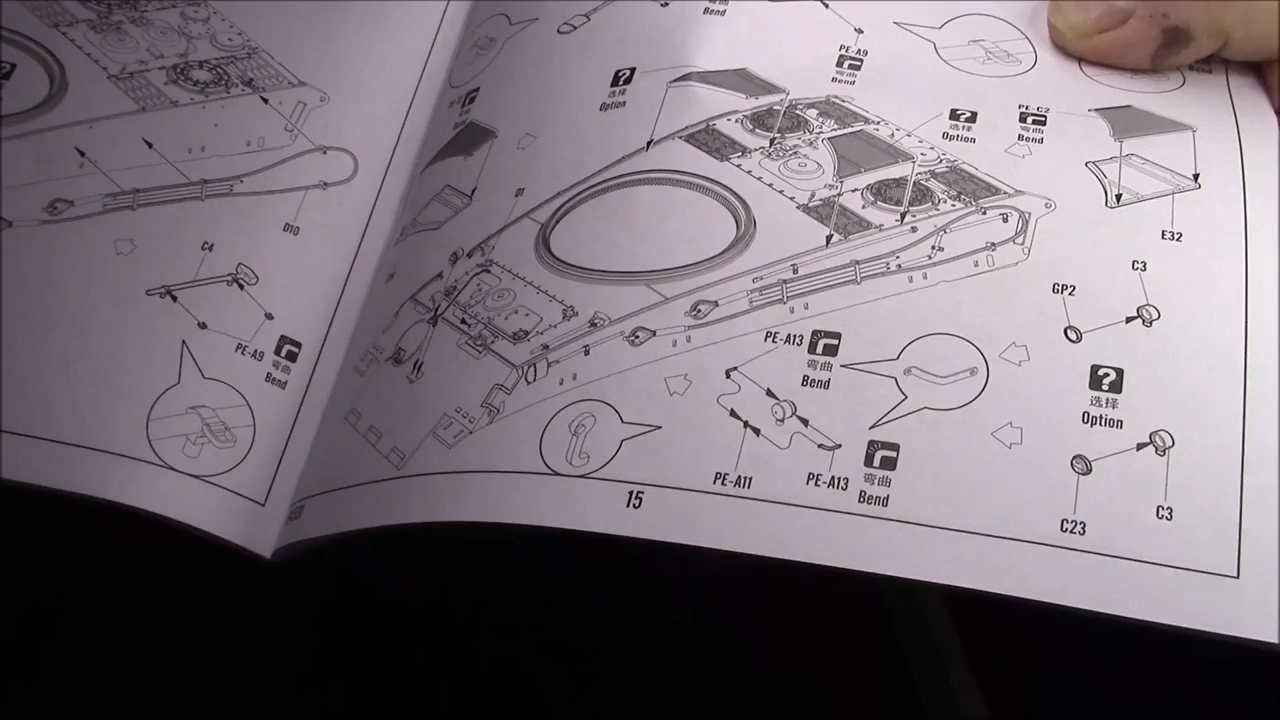 D10
C4
PE-A9
弯曲
Bend
弯曲
Bend
PE-A9
弯曲
?
选择
Option
?
选择
Option
PE-C2
弯曲
Bend
E32
D1
C3
GP2
?
选择
Option
C23
C3
PE-A13
弯曲
Bend
PE-A11
PE-A13
弯曲
Bend
15